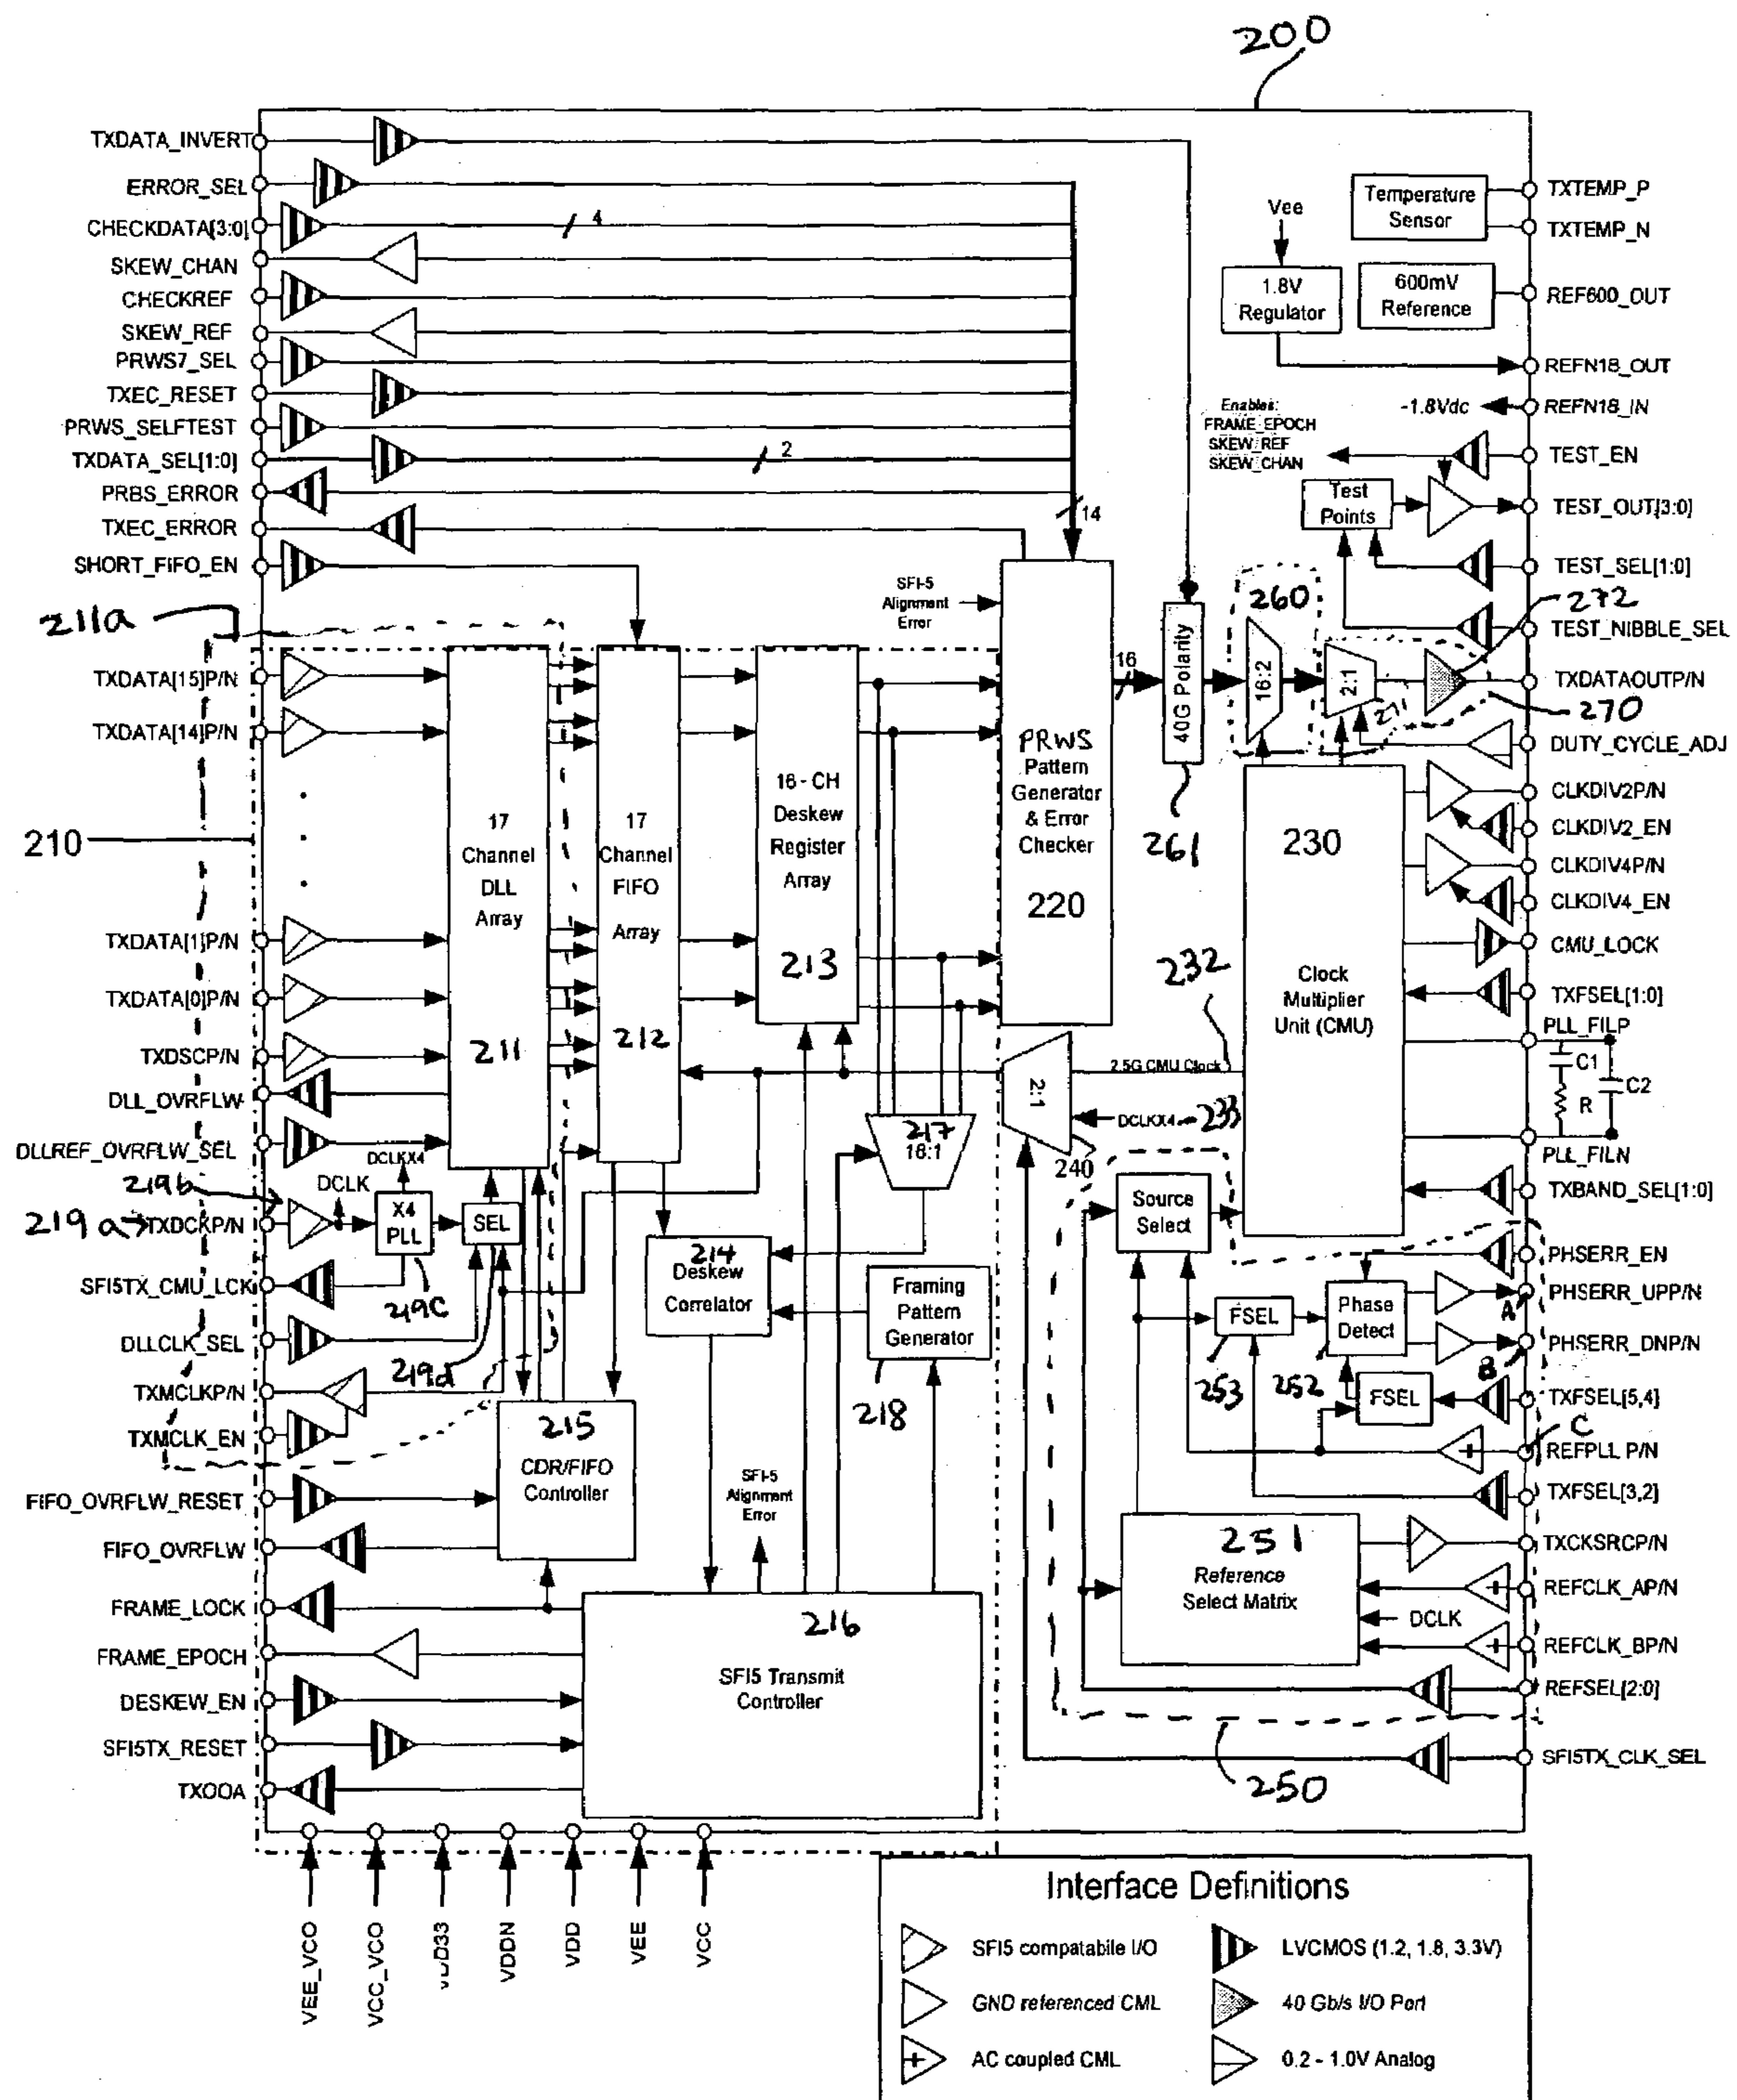 200
TXDATA_INVERT
ERROR_SEL
CHECKDATA[3:0]
4
SKEW_CHAN
CHECKREF
SKEW_REF
PRWS7_SEL
TXEC_RESET
PRWS_SELFTEST
TXDATA_SEL[1:0]
2
PRBS_ERROR
TXEC_ERROR
14
SHORT_FIFO_EN
211a
TXDATA[15]P/N
TXDATA[14]P/N
210
TXDATA[1]P/N
TXDATA[0]P/N
TXDSCP/N
DLL_OVRFLW
DLLREF_OVRFLW_SEL
219b
219a
TXDCKP/N
SFI5TX_CMU_LCK
DLLCLK_SEL
TXMCLKP/N
TXMCLK_EN
FIFO_OVRFLW_RESET
FIFO_OVRFLW
FRAME_LOCK
FRAME_EPOCH
DESKEW_EN
SFI5TX_RESET
TXOOA
17
Channel
DLL
Array
211
17
Channel
FIFO
Array
212
16-CH
Deskew
Register
Array
213
DCLKX4
DCLK
X4
PLL
SEL
219c
219d
214
Deskew
Correlator
217
16:1
Framing
Pattern
Generator
218
215
CDR/FIFO
Controller
SFI-5
Alignment
Error
216
SFI5 Transmit
Controller
SFI-5
Alignment
Error
PRWS
Pattern
Generator
& Error
Checker
220
16
40G Polarity
261
260
16:2
2:1
271
272
270
Vee
1.8V
Regulator
Temperature
Sensor
600mV
Reference
-1.8Vdc
Enables:
FRAME_EPOCH
SKEW_REF
SKEW_CHAN
Test
Points
230
Clock
Multiplier
Unit (CMU)
232
2.5G CMU Clock
2:1
DCLKX4
233
240
Source
Select
FSEL
253
Phase
Detect
252
FSEL
251
Reference
Select Matrix
DCLK
250
TXTEMP_P
TXTEMP_N
REF600_OUT
REFN18_OUT
REFN18_IN
TEST_EN
TEST_OUT[3:0]
TEST_SEL[1:0]
TEST_NIBBLE_SEL
TXDATAOUTP/N
DUTY_CYCLE_ADJ
CLKDIV2P/N
CLKDIV2_EN
CLKDIV4P/N
CLKDIV4_EN
CMU_LOCK
TXFSEL[1:0]
PLL_FILP
C1
C2
R
PLL_FILN
TXBAND_SEL[1:0]
PHSERR_EN
A
PHSERR_UPP/N
B
PHSERR_DNP/N
TXFSEL[5,4]
C
REFPLL P/N
TXFSEL[3,2]
TXCKSRCP/N
REFCLK_AP/N
REFCLK_BP/N
REFSEL[2:0]
SFI5TX_CLK_SEL
VEE_VCO
VCC_VCO
VDD33
VDDN
VDD
VEE
VCC
Interface Definitions
SFI5 compatabile I/O
LVCMOS (1.2, 1.8, 3.3V)
GND referenced CML
40 Gb/s I/O Port
AC coupled CML
0.2 - 1.0V Analog